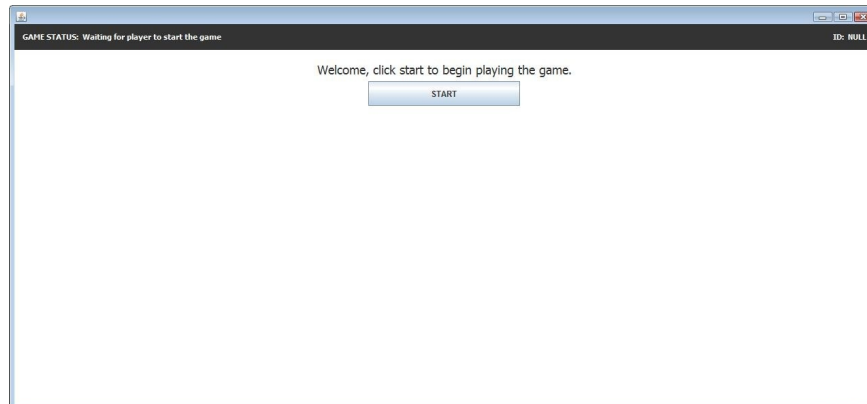 GAME STATUS: Waiting for player to start the game
ID: NULL
Welcome, click start to begin playing the game.
START